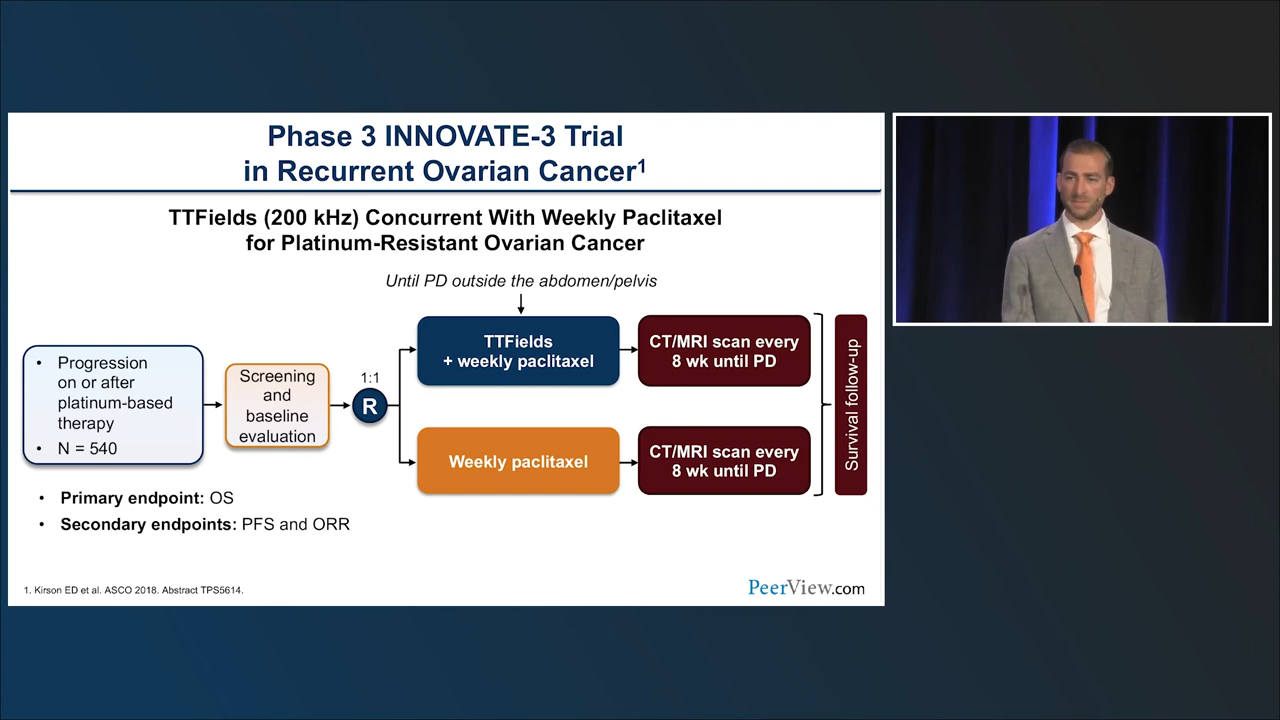 Phase 3 INNOVATE-3 Trial
in Recurrent Ovarian Cancer1
TTFields (200 kHz) Concurrent With Weekly Paclitaxel
for Platinum-Resistant Ovarian Cancer
Until PD outside the abdomen/pelvis
• Progression
on or after
platinum-based
therapy
• N = 540
Screening
and
baseline
evaluation
1:1
R
TTFields
+ weekly paclitaxel
CT/MRI scan every
8 wk until PD
Weekly paclitaxel
CT/MRI scan every
8 wk until PD
Survival follow-up
• Primary endpoint: OS
• Secondary endpoints: PFS and ORR
1. Kirson ED et al. ASCO 2018. Abstract TPS5614.
PeerView.com